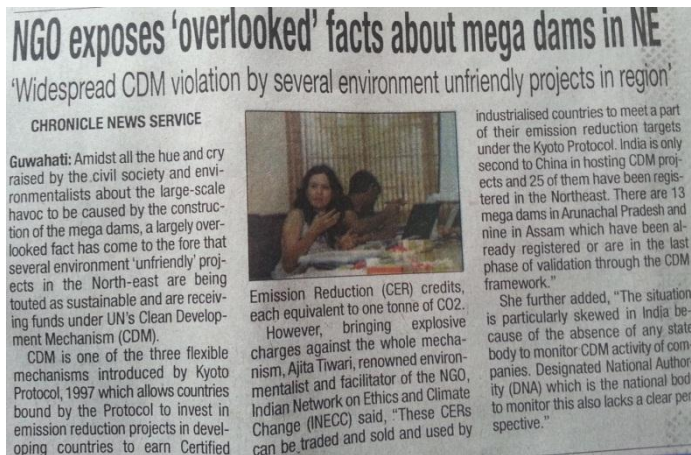 NGO exposes 'overlooked' facts about mega dams in NE
'Widespread CDM violation by several environment unfriendly projects in region'
CHRONICLE NEWS SERVICE
Guwahati: Amidst all the hue and cry
raised by the civil society and envi-
ronmentalists about the large-scale
havoc to be caused by the construc-
tion of the mega dams, a largely over-
looked fact has come to the fore that
several environment 'unfriendly' proj-
ects in the North-east are being
touted as sustainable and are receiv-
ing funds under UN's Clean Develop-
ment Mechanism (CDM).
CDM is one of the three flexible
mechanisms introduced by Kyoto
Protocol, 1997 which allows countries
bound by the Protocol to invest in
emission reduction projects in devel-
oping countries to earn Certified
Emission Reduction (CER) credits,
each equivalent to one tonne of CO2.
However, bringing explosive
charges against the whole mecha-
nism, Ajita Tiwari, renowned environ-
mentalist and facilitator of the NGO,
Indian Network on Ethics and Climate
Change (INECC) said, "These CERs
can be traded and sold and used by
industrialised countries to meet a part
of their emission reduction targets
under the Kyoto Protocol. India is only
second to China in hosting CDM proj-
ects and 25 of them have been regis-
tered in the Northeast. There are 13
mega dams in Arunachal Pradesh and
nine in Assam which have been al-
ready registered or are in the last
phase of validation through the CDM
framework."
She further added, "The situation
is particularly skewed in India be-
cause of the absence of any state
body to monitor CDM activity of com-
panies. Designated National Author-
ity (DNA) which is the national bod
to monitor this also lacks a clear per
spective."